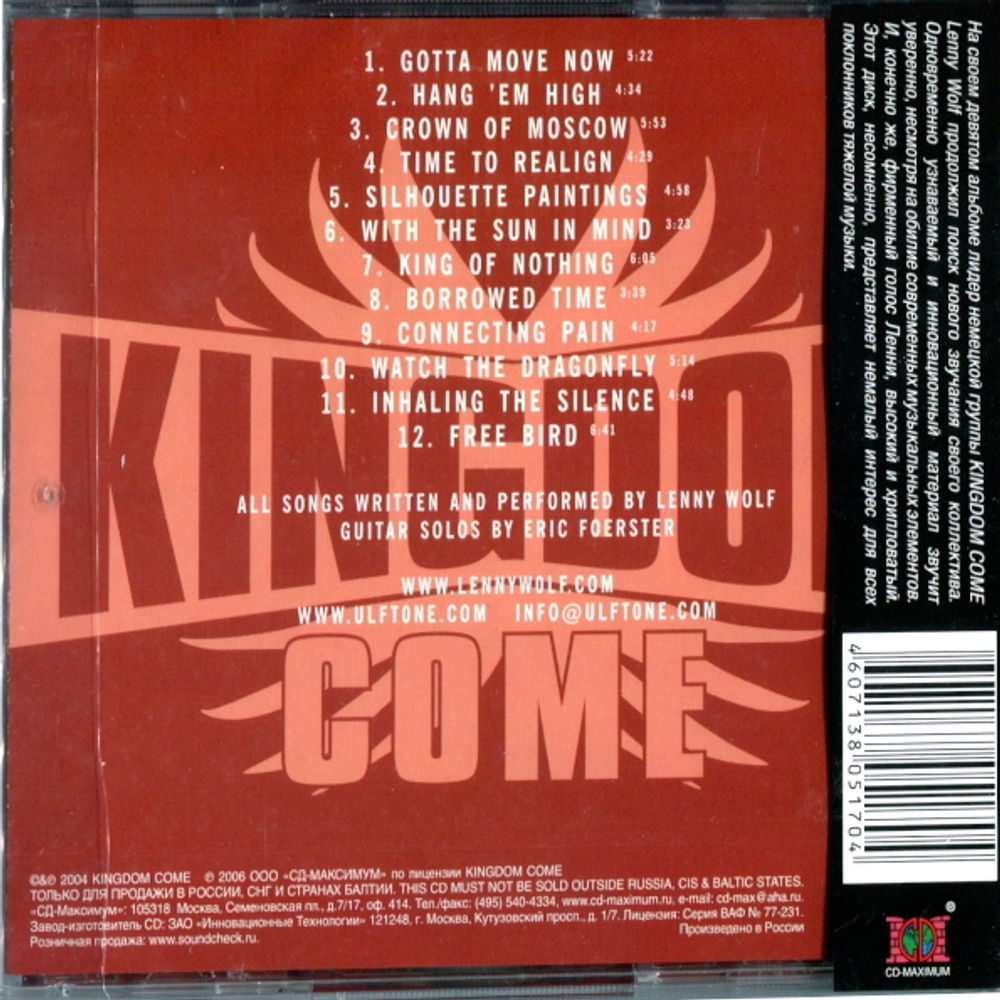 1. GOTTA MOVE NOW 5:22
2. HANG 'EM HIGH 4:34
3. CROWN OF MOSCOW 5:53
4. TIME TO REALIGN 4:29
5. SILHOUETTE PAINTINGS 4:58
6. WITH THE SUN IN MIND 3:23
7. KING OF NOTHING 6:05
8. BORROWED TIME 3:39
9. CONNECTING PAIN 4:17
10. WATCH THE DRAGONFLY 5:14
11. INHALING THE SILENCE 4:48
12. FREE BIRD 6:41
ALL SONGS WRITTEN AND PERFORMED BY LENNY WOLF
GUITAR SOLOS BY ERIC FOERSTER
WWW.LENNYWOLF.COM
WWW.ULFTONE.COM INFO@ULFTONE.COM
KINGDO
COME
©&℗ 2004 KINGDOM COME ℗ 2006 ООО «СД-МАКСИМУМ» по лицензии KINGDOM COME
ТОЛЬКО ДЛЯ ПРОДАЖИ В РОССИИ, СНГ И СТРАНАХ БАЛТИИ. THIS CD MUST NOT BE SOLD OUTSIDE RUSSIA, CIS & BALTIC STATES.
«СД-Максимум»: 105318 Москва, Семеновская пл., д.7/17, оф. 414. Тел./факс: (495) 540-4334, www.cd-maximum.ru, e-mail: cd-max@aha.ru.
Завод-изготовитель CD: ЗАО «Инновационные Технологии» 121248, г. Москва, Кутузовский просп., д. 1/7. Лицензия: Серия ВАФ № 77-231.
Розничная продажа: www.soundcheck.ru. Произведено в России
На своем девятом альбоме лидер немецкой группы KINGDOM COME
Lenny Wolf продолжил поиск нового звучания своего коллектива.
Одновременно узнаваемый и инновационный материал звучит
уверенно, несмотря на обилие современных музыкальных элементов.
И, конечно же, фирменный голос Ленни, высокий и хрипловатый.
Этот диск, несомненно, представляет немалый интерес для всех
поклонников тяжелой музыки.
4 607138 051704
®
CD-MAXIMUM